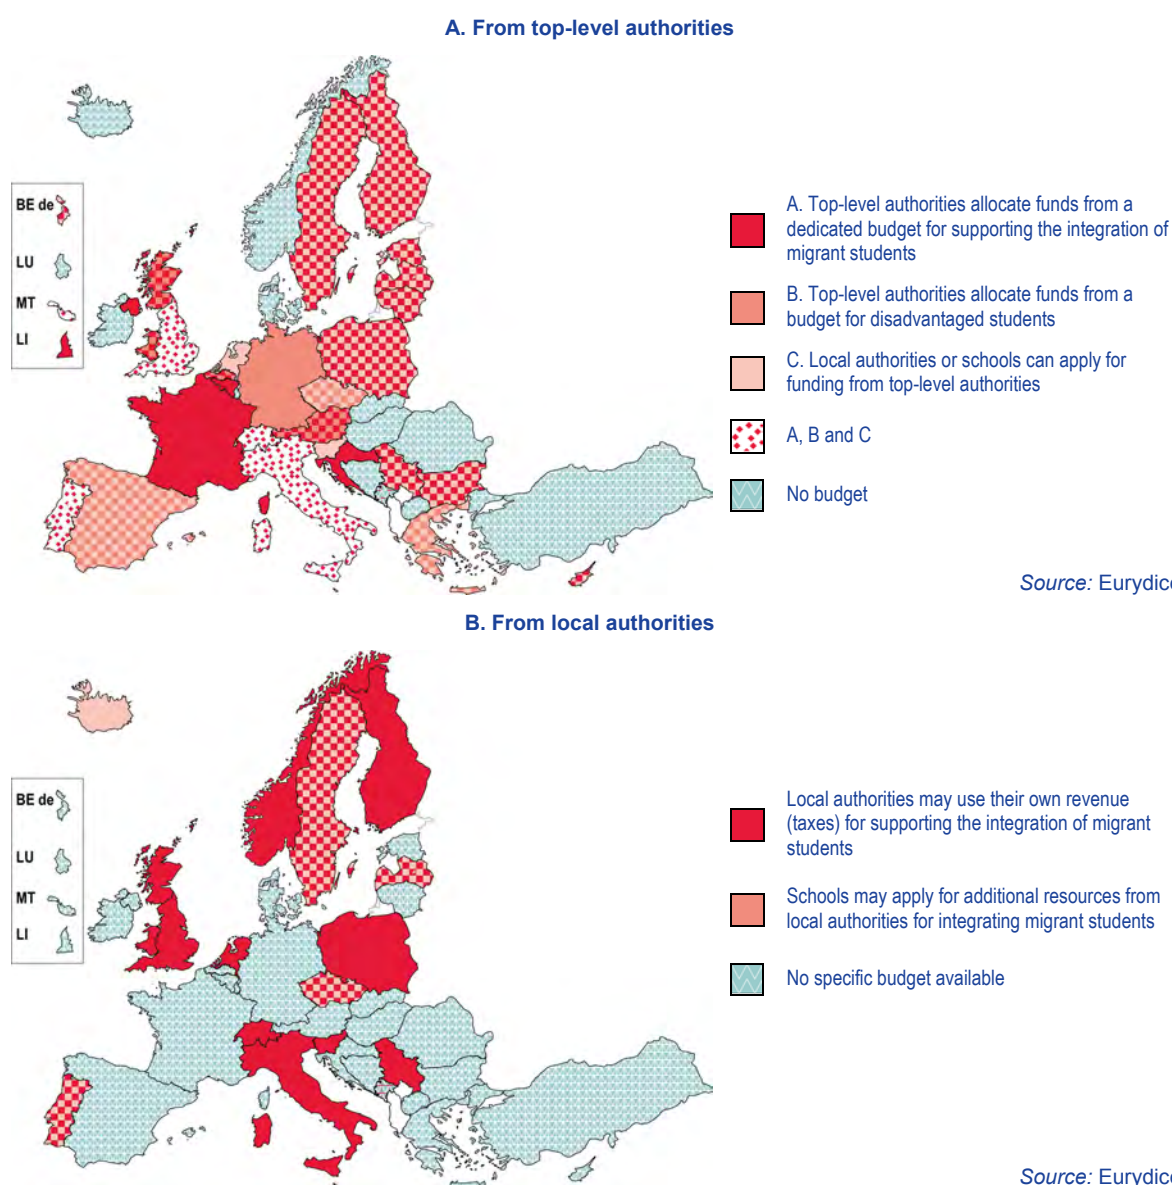 A. From top-level authorities
BE de
LU
MT
LI
A. Top-level authorities allocate funds from a
dedicated budget for supporting the integration of
migrant students
B. Top-level authorities allocate funds from a
budget for disadvantaged students
C. Local authorities or schools can apply for
funding from top-level authorities
A, B and C
No budget
Source: Eurydice
B. From local authorities
BE de
LU
MT
LI
Local authorities may use their own revenue
(taxes) for supporting the integration of migrant
students
Schools may apply for additional resources from
local authorities for integrating migrant students
No specific budget available
Source: Eurydice